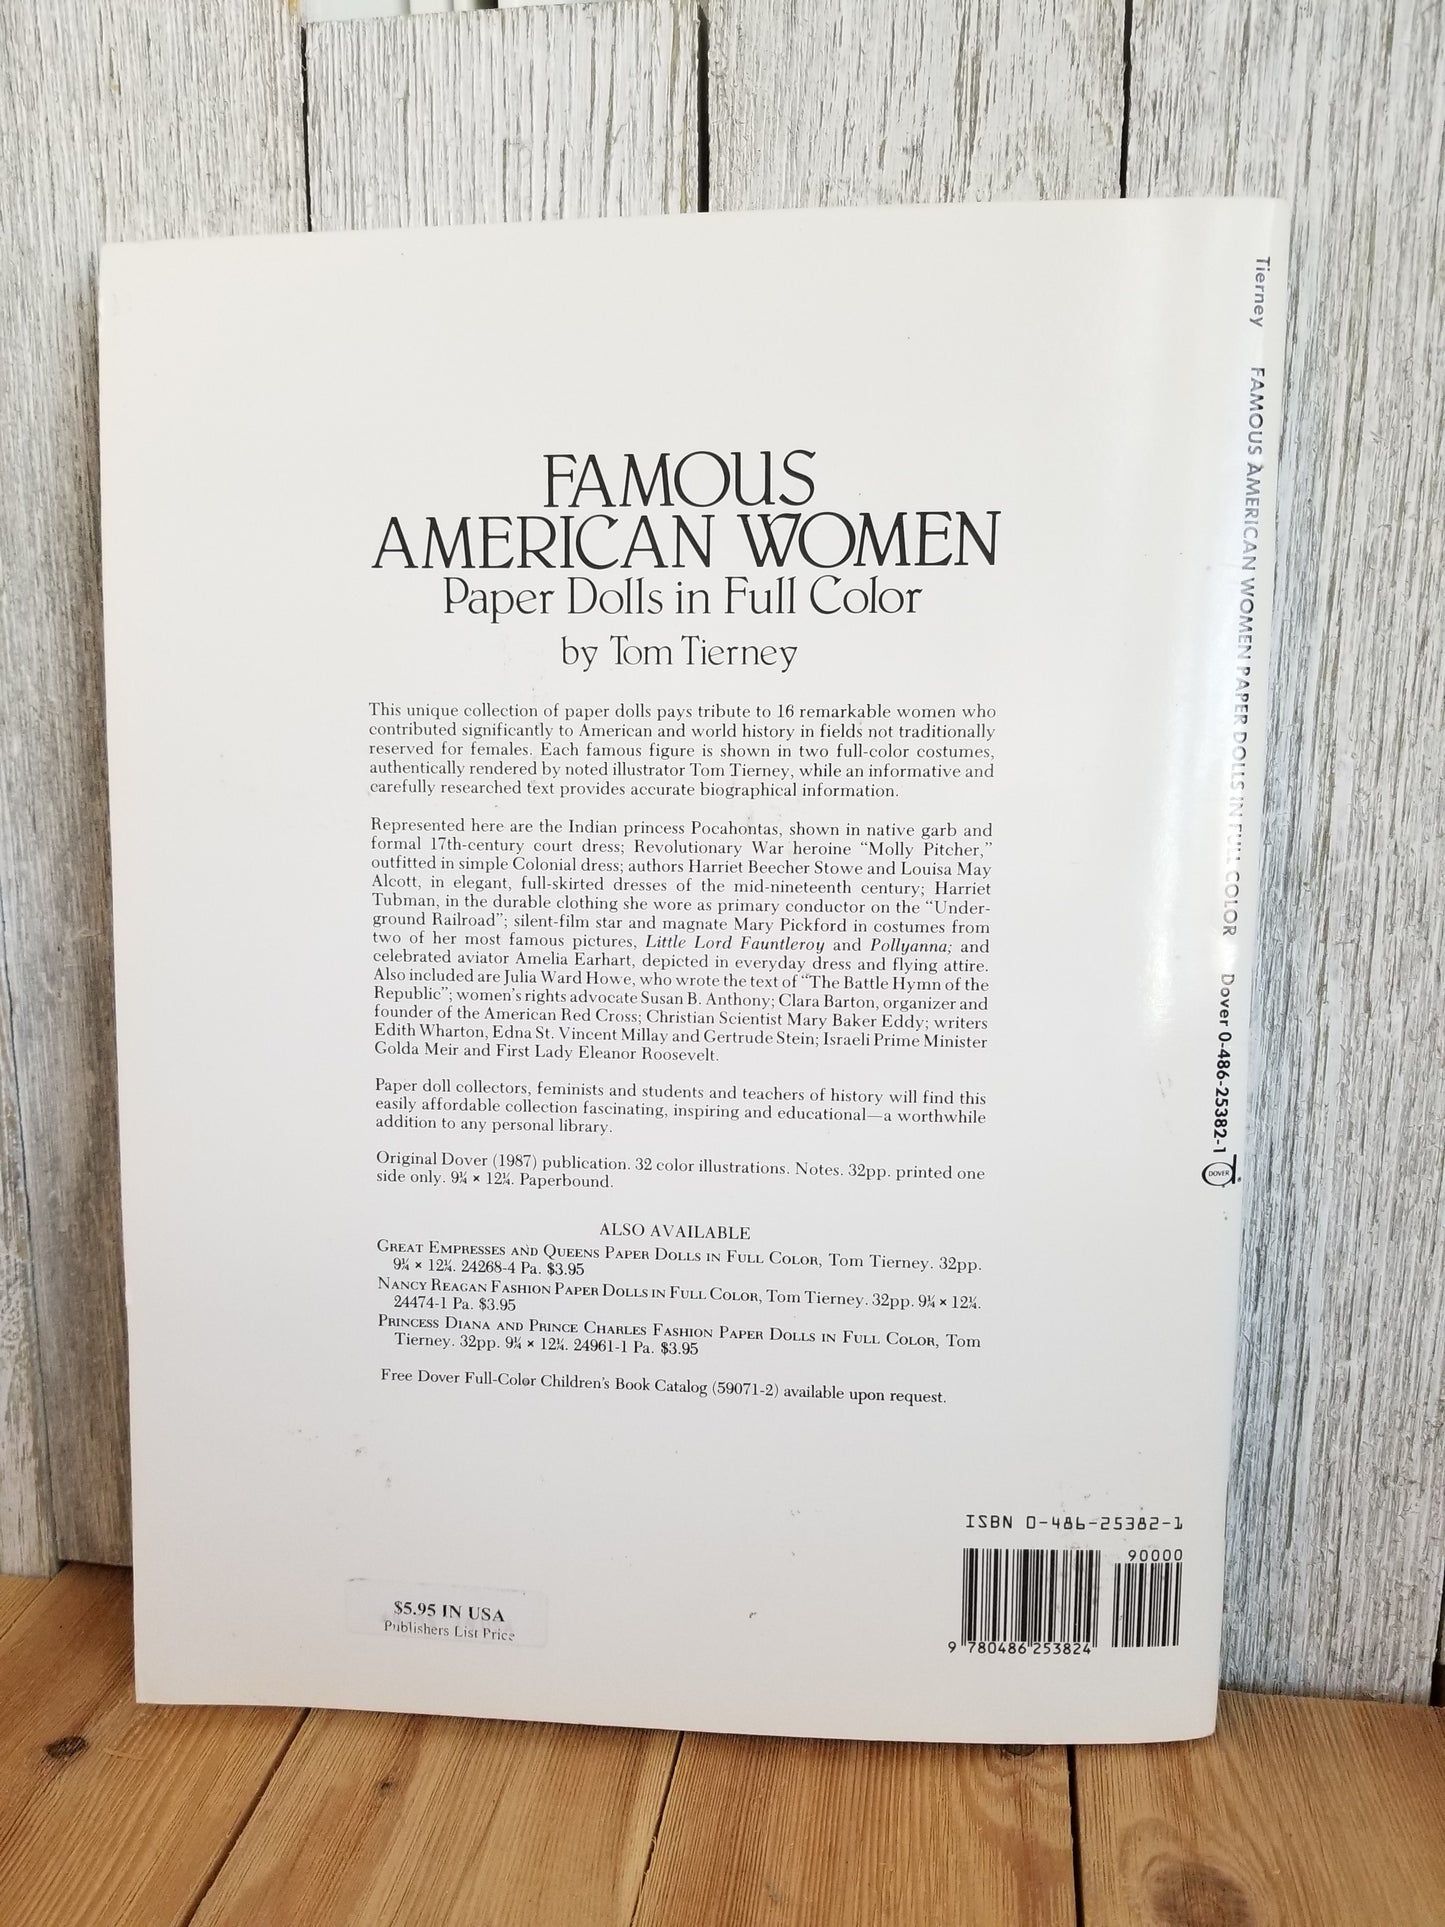 FAMOUS
AMERICAN WOMEN
Paper Dolls in Full Color
by Tom Tierney
This unique collection of paper dolls pays tribute to 16 remarkable women who
contributed significantly to American and world history in fields not traditionally
reserved for females. Each famous figure is shown in two full-color costumes,
authentically rendered by noted illustrator Tom Tierney, while an informative and
carefully researched text provides accurate biographical information.
Represented here are the Indian princess Pocahontas, shown in native garb and
formal 17th-century court dress; Revolutionary War heroine “Molly Pitcher,”
outfitted in simple Colonial dress; authors Harriet Beecher Stowe and Louisa May
Alcott, in elegant, full-skirted dresses of the mid-nineteenth century; Harriet
Tubman, in the durable clothing she wore as primary conductor on the “Under-
ground Railroad”; silent-film star and magnate Mary Pickford in costumes from
two of her most famous pictures, Little Lord Fauntleroy and Pollyanna; and
celebrated aviator Amelia Earhart, depicted in everyday dress and flying attire.
Also included are Julia Ward Howe, who wrote the text of “The Battle Hymn of the
Republic”; women's rights advocate Susan B. Anthony; Clara Barton, organizer and
founder of the American Red Cross; Christian Scientist Mary Baker Eddy; writers
Edith Wharton, Edna St. Vincent Millay and Gertrude Stein; Israeli Prime Minister
Golda Meir and First Lady Eleanor Roosevelt.
Paper doll collectors, feminists and students and teachers of history will find this
easily affordable collection fascinating, inspiring and educational—a worthwhile
addition to any personal library.
Original Dover (1987) publication. 32 color illustrations. Notes. 32pp. printed one
side only. 9¼ × 12¼. Paperbound.
ALSO AVAILABLE
GREAT EMPRESSES AND QUEENS PAPER DOLLS IN FULL COLOR, Tom Tierney. 32pp.
9¼ × 12¼. 24268-4 Pa. $3.95
NANCY REAGAN FASHION PAPER DOLLS IN FULL COLOR, Tom Tierney. 32pp. 9¼ × 12¼.
24474-1 Pa. $3.95
PRINCESS DIANA AND PRINCE CHARLES FASHION PAPER DOLLS IN FULL COLOR, Tom
Tierney. 32pp. 9¼ × 12¼. 24961-1 Pa. $3.95
Free Dover Full-Color Children's Book Catalog (59071-2) available upon request.
ISBN 0-486-25382-1
90000
9 780486 253824
$5.95 IN USA
Publishers List Price
Tierney FAMOUS AMERICAN WOMEN PAPER DOLLS IN FULL COLOR Dover 0-486-25382-1
DOVER